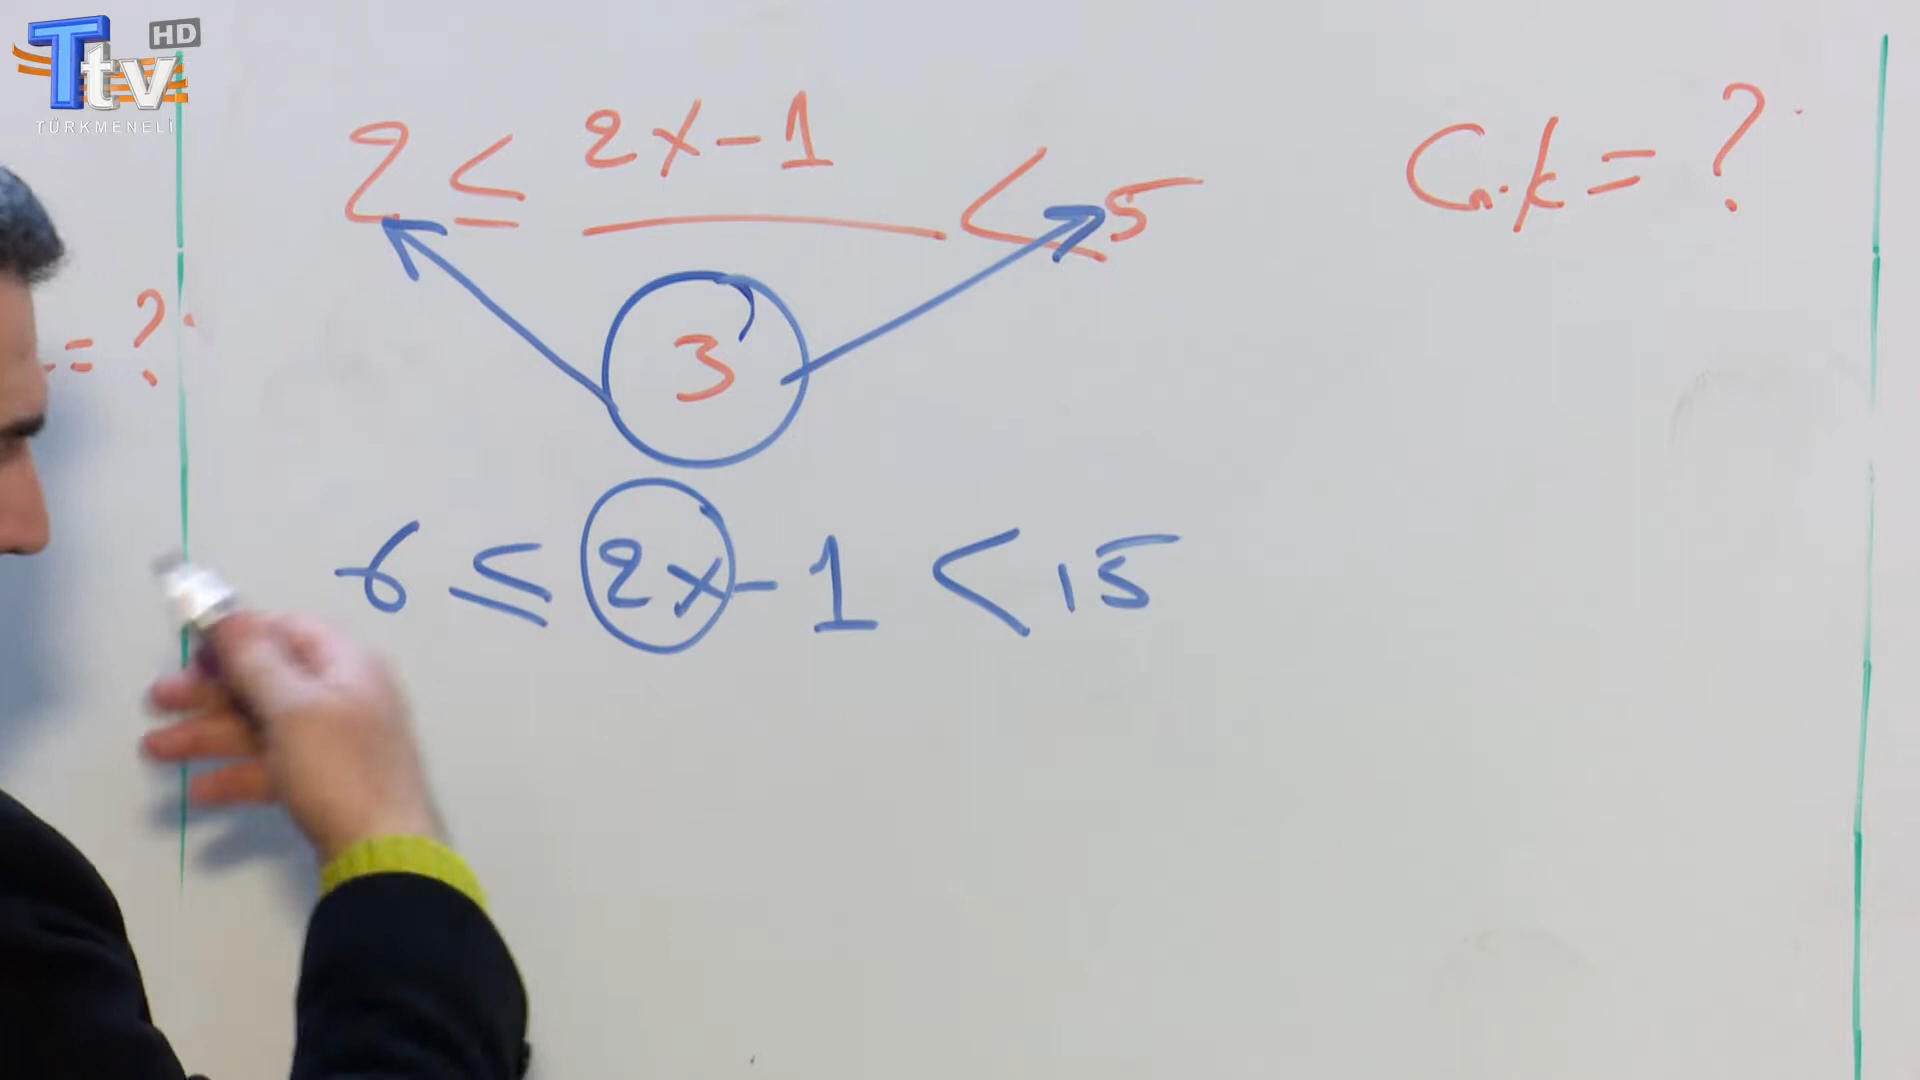 Ttv HD
TÜRKMENELİ
2 ≤ 2x-1 / 3 < 5
Ç.k = ?
= ?
6 ≤ 2x - 1 < 15